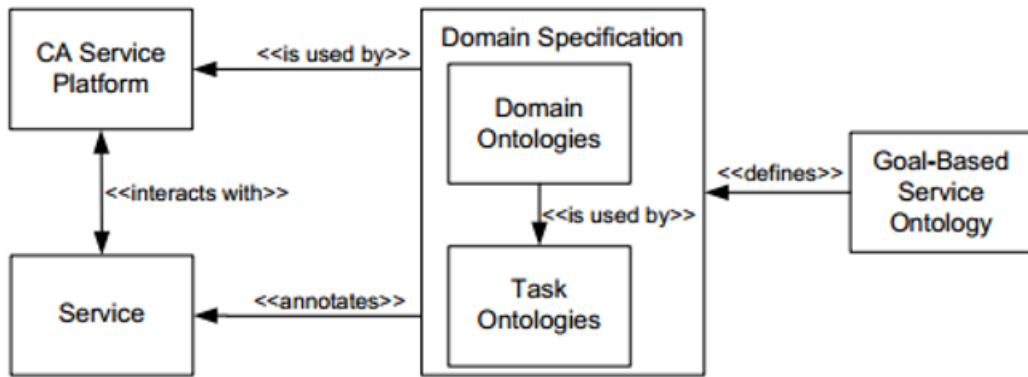 CA Service
Platform
<<is used by>>
Domain Specification
Domain
Ontologies
<<interacts with>>
<<is used by>>
<<defines>>
Goal-Based
Service
Ontology
Service
<<annotates>>
Task
Ontologies